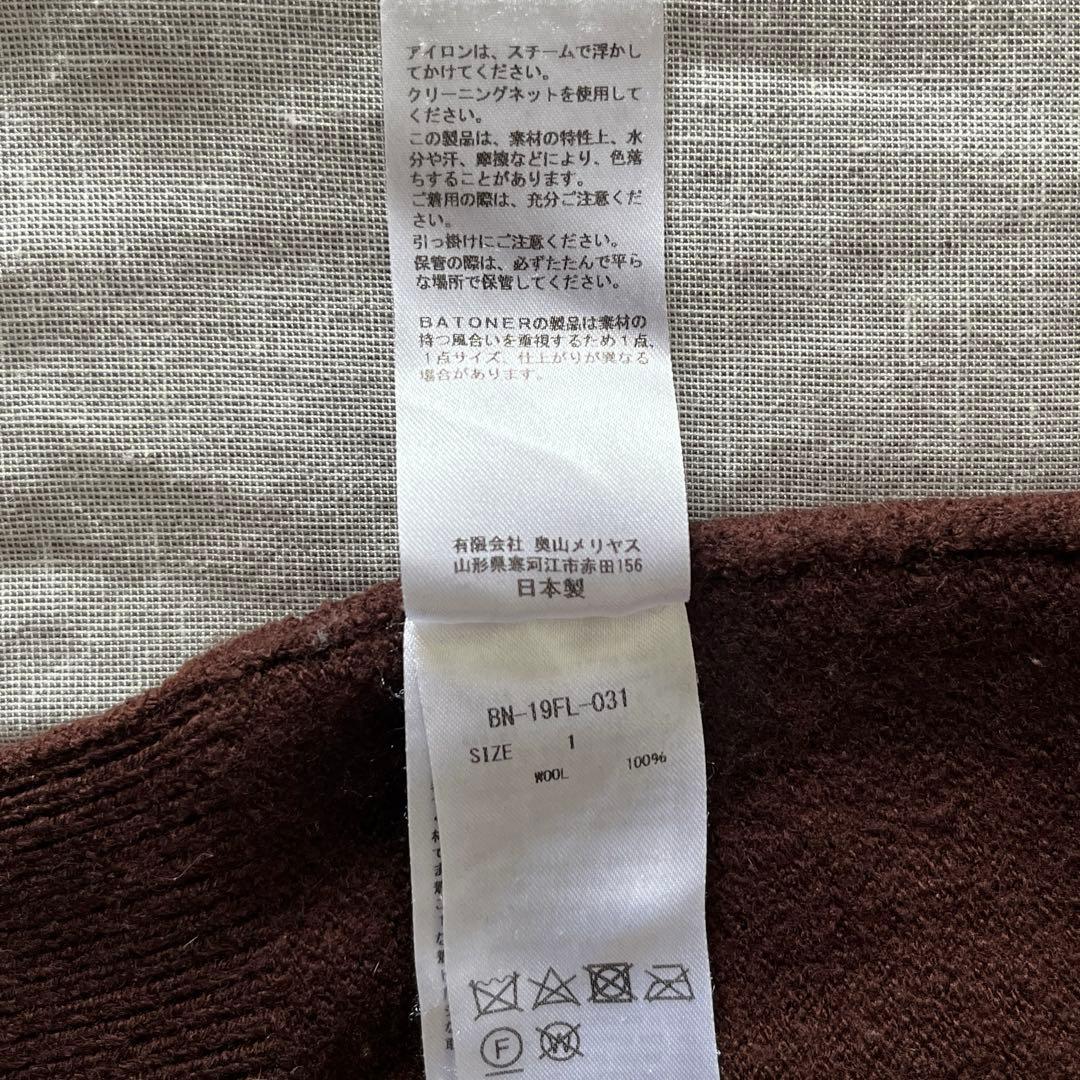 アイロンは、スチームで浮かし
てかけてください。
クリーニングネットを使用して
ください。
この製品は、素材の特性上、水
分や汗、摩擦などにより、色落
ちすることがあります。
ご着用の際は、充分ご注意くだ
さい。
引っ掛けにご注意ください。
保管の際は、必ずたたんで平ら
な場所で保管してください。
BATONERの製品は素材の
持つ風合いを重視するため1点、
1点サイズ、仕上がりが異なる
場合があります。
有限会社 奥山メリヤス
山形県寒河江市赤田156
日本製
BN-19FL-031
SIZE 1
WOOL 100%
F
W